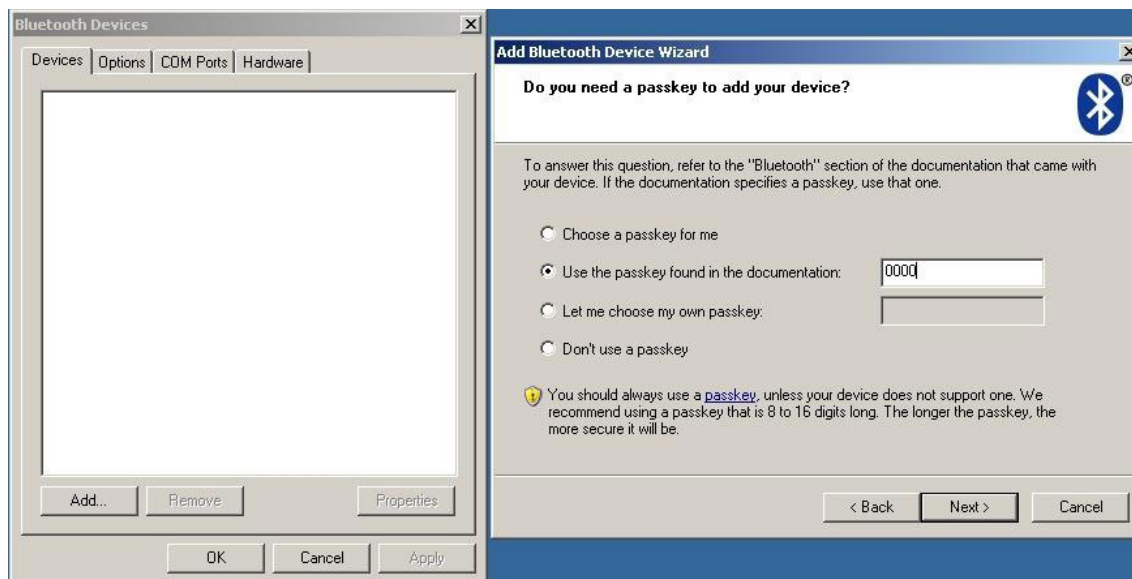 Bluetooth Devices
Devices
Options
COM Ports
Hardware
Add...
Remove
Properties
OK
Cancel
Apply
Add Bluetooth Device Wizard
Do you need a passkey to add your device?
®
To answer this question, refer to the "Bluetooth" section of the documentation that came with
your device. If the documentation specifies a passkey, use that one.
Choose a passkey for me
Use the passkey found in the documentation:
0000
Let me choose my own passkey:
Don't use a passkey
You should always use a passkey, unless your device does not support one. We
recommend using a passkey that is 8 to 16 digits long. The longer the passkey, the
more secure it will be.
< Back
Next >
Cancel